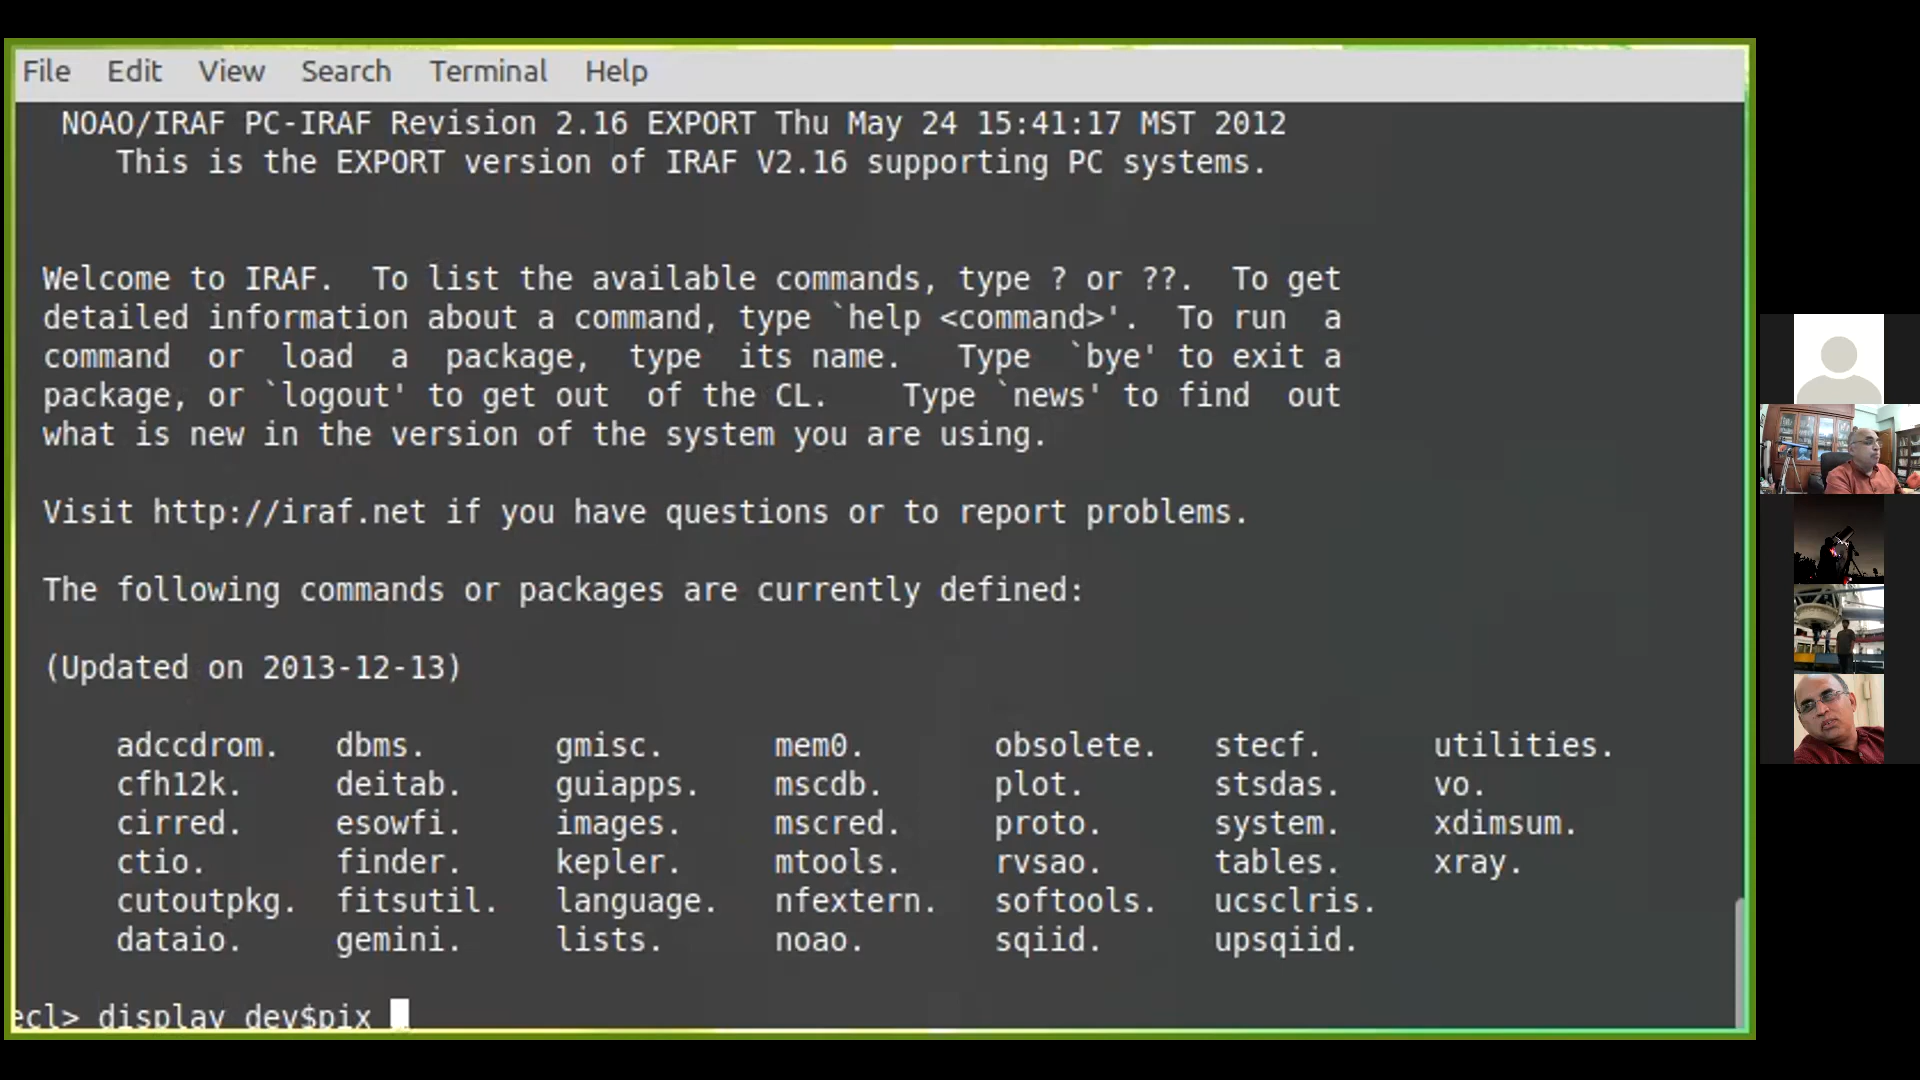 File Edit View Search Terminal Help
NOAO/IRAF PC-IRAF Revision 2.16 EXPORT Thu May 24 15:41:17 MST 2012
This is the EXPORT version of IRAF V2.16 supporting PC systems.
Welcome to IRAF. To list the available commands, type ? or ??. To get
detailed information about a command, type `help <command>'. To run a
command or load a package, type its name. Type `bye' to exit a
package, or `logout' to get out of the CL. Type `news' to find out
what is new in the version of the system you are using.
Visit http://iraf.net if you have questions or to report problems.
The following commands or packages are currently defined:
(Updated on 2013-12-13)
adccdrom. dbms. gmisc. mem0. obsolete. stecf. utilities.
cfh12k. deitab. guiapps. mscdb. plot. stsdas. vo.
cirred. esowfi. images. mscred. proto. system. xdimsum.
ctio. finder. kepler. mtools. rvsao. tables. xray.
cutoutpkg. fitsutil. language. nfextern. softools. ucsclris.
dataio. gemini. lists. noao. sqiid. upsqiid.
ecl> display dev$pix